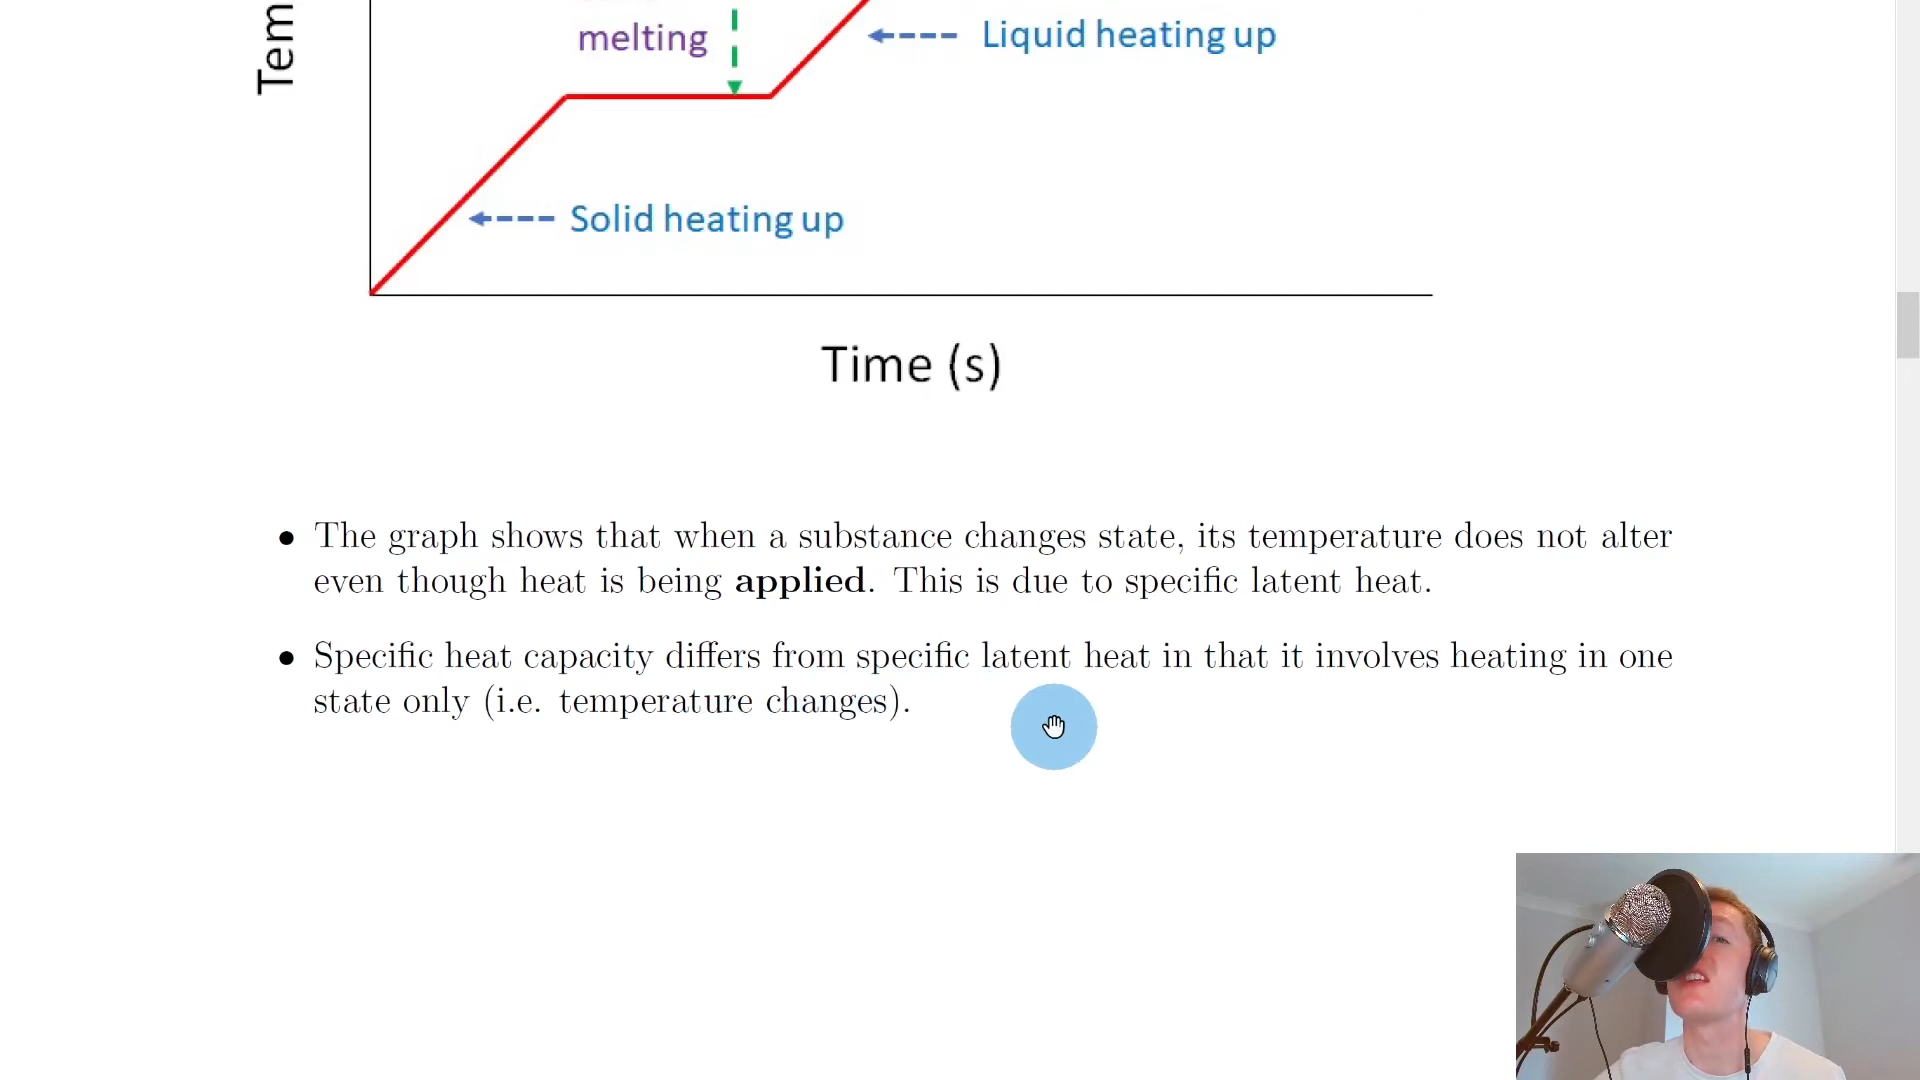 Tem
melting
Liquid heating up
Solid heating up
Time (s)
• The graph shows that when a substance changes state, its temperature does not alter
even though heat is being applied. This is due to specific latent heat.
• Specific heat capacity differs from specific latent heat in that it involves heating in one
state only (i.e. temperature changes).